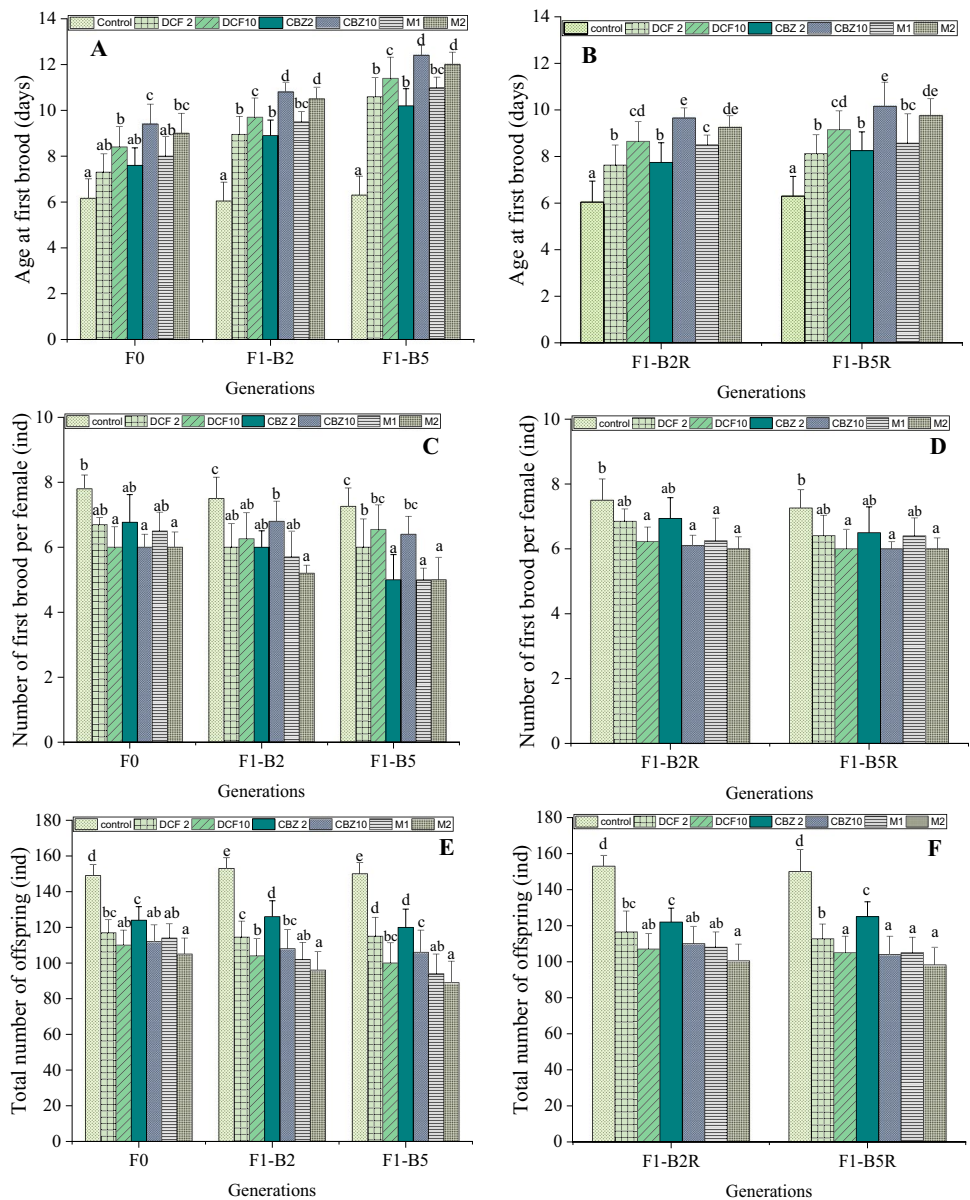 Control DCF 2 DCF10 CBZ2 CBZ10 M1 M2
A
Age at first brood (days)
14
12
10
8
6
4
2
0
a ab b ab c ab bc
a b c b d bc d
a b c b d bc d
F0 F1-B2 F1-B5
Generations
control DCF 2 DCF10 CBZ 2 CBZ10 M1 M2
B
Age at first brood (days)
14
12
10
8
6
4
2
0
a b cd b e c de
a b cd b e bc de
F1-B2R F1-B5R
Generations
control DCF 2 DCF10 CBZ 2 CBZ10 M1 M2
C
Number of first brood per female (ind)
10
8
6
4
2
0
b ab a ab a ab a
c ab ab ab b ab a
c b bc a bc a a
F0 F1-B2 F1-B5
Generations
control DCF 2 DCF10 CBZ 2 CBZ10 M1 M2
D
Number of first brood per female (ind)
10
8
6
4
2
0
b ab a ab a a a
a ab a ab a ab a
F1-B2R F1-B5R
Generations
control DCF 2 DCF10 CBZ 2 CBZ10 M1 M2
E
Total number of offspring (ind)
180
160
140
120
100
80
60
40
20
0
d bc ab c ab ab a
e c ab d bc ab a
e d bc d c ab a
F0 F1-B2 F1-B5
Generations
control DCF 2 DCF10 CBZ 2 CBZ10 M1 M2
F
Total number of offspring (ind)
180
160
140
120
100
80
60
40
20
0
d bc ab c ab ab a
d b a c a a a
F1-B2R F1-B5R
Generations